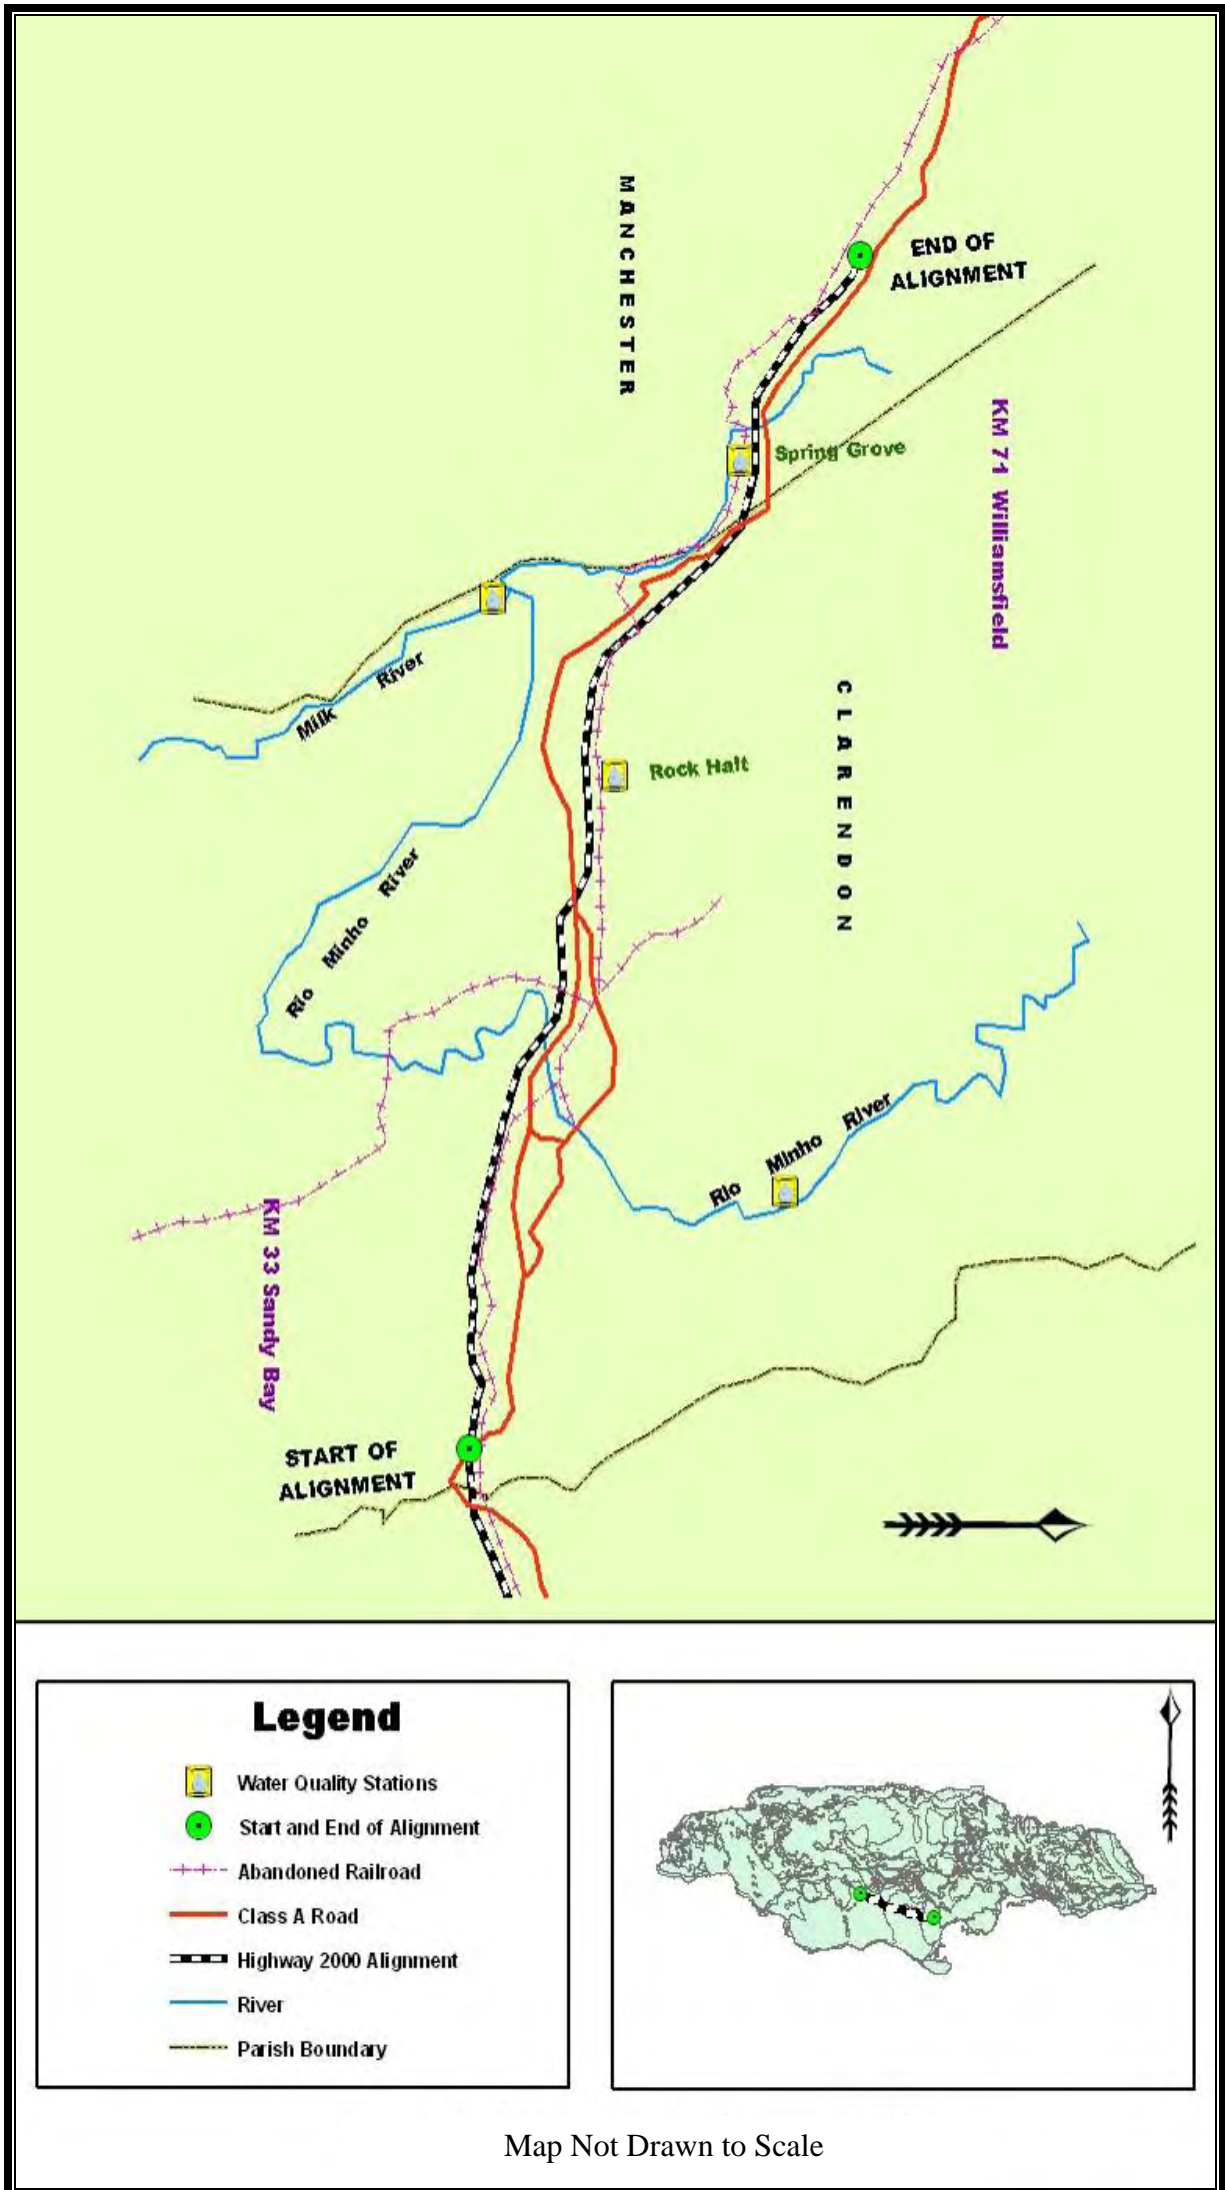 MANCHESTER
END OF
ALIGNMENT
Spring Grove
KM 71 Williamsfield
Milk River
CLARENDON
Rock Halt
Rio Minho River
Rio Minho River
KM 33 Sandy Bay
START OF
ALIGNMENT
Legend
Water Quality Stations
Start and End of Alignment
Abandoned Railroad
Class A Road
Highway 2000 Alignment
River
Parish Boundary
Map Not Drawn to Scale